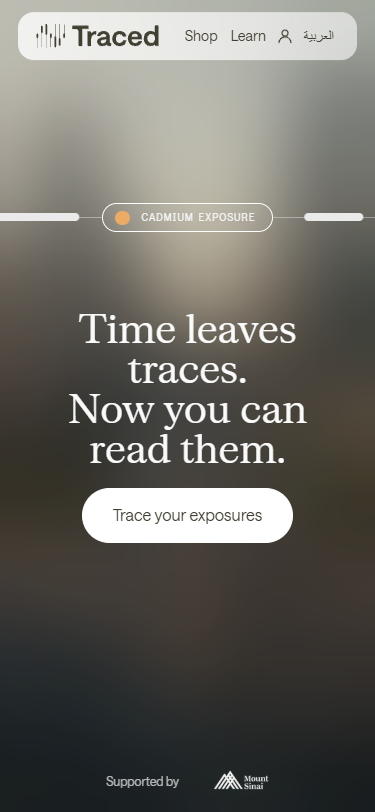 Traced
Shop
Learn
العربية
CADMIUM EXPOSURE
Time leaves
traces.
Now you can
read them.
Trace your exposures
Supported by
Mount
Sinai